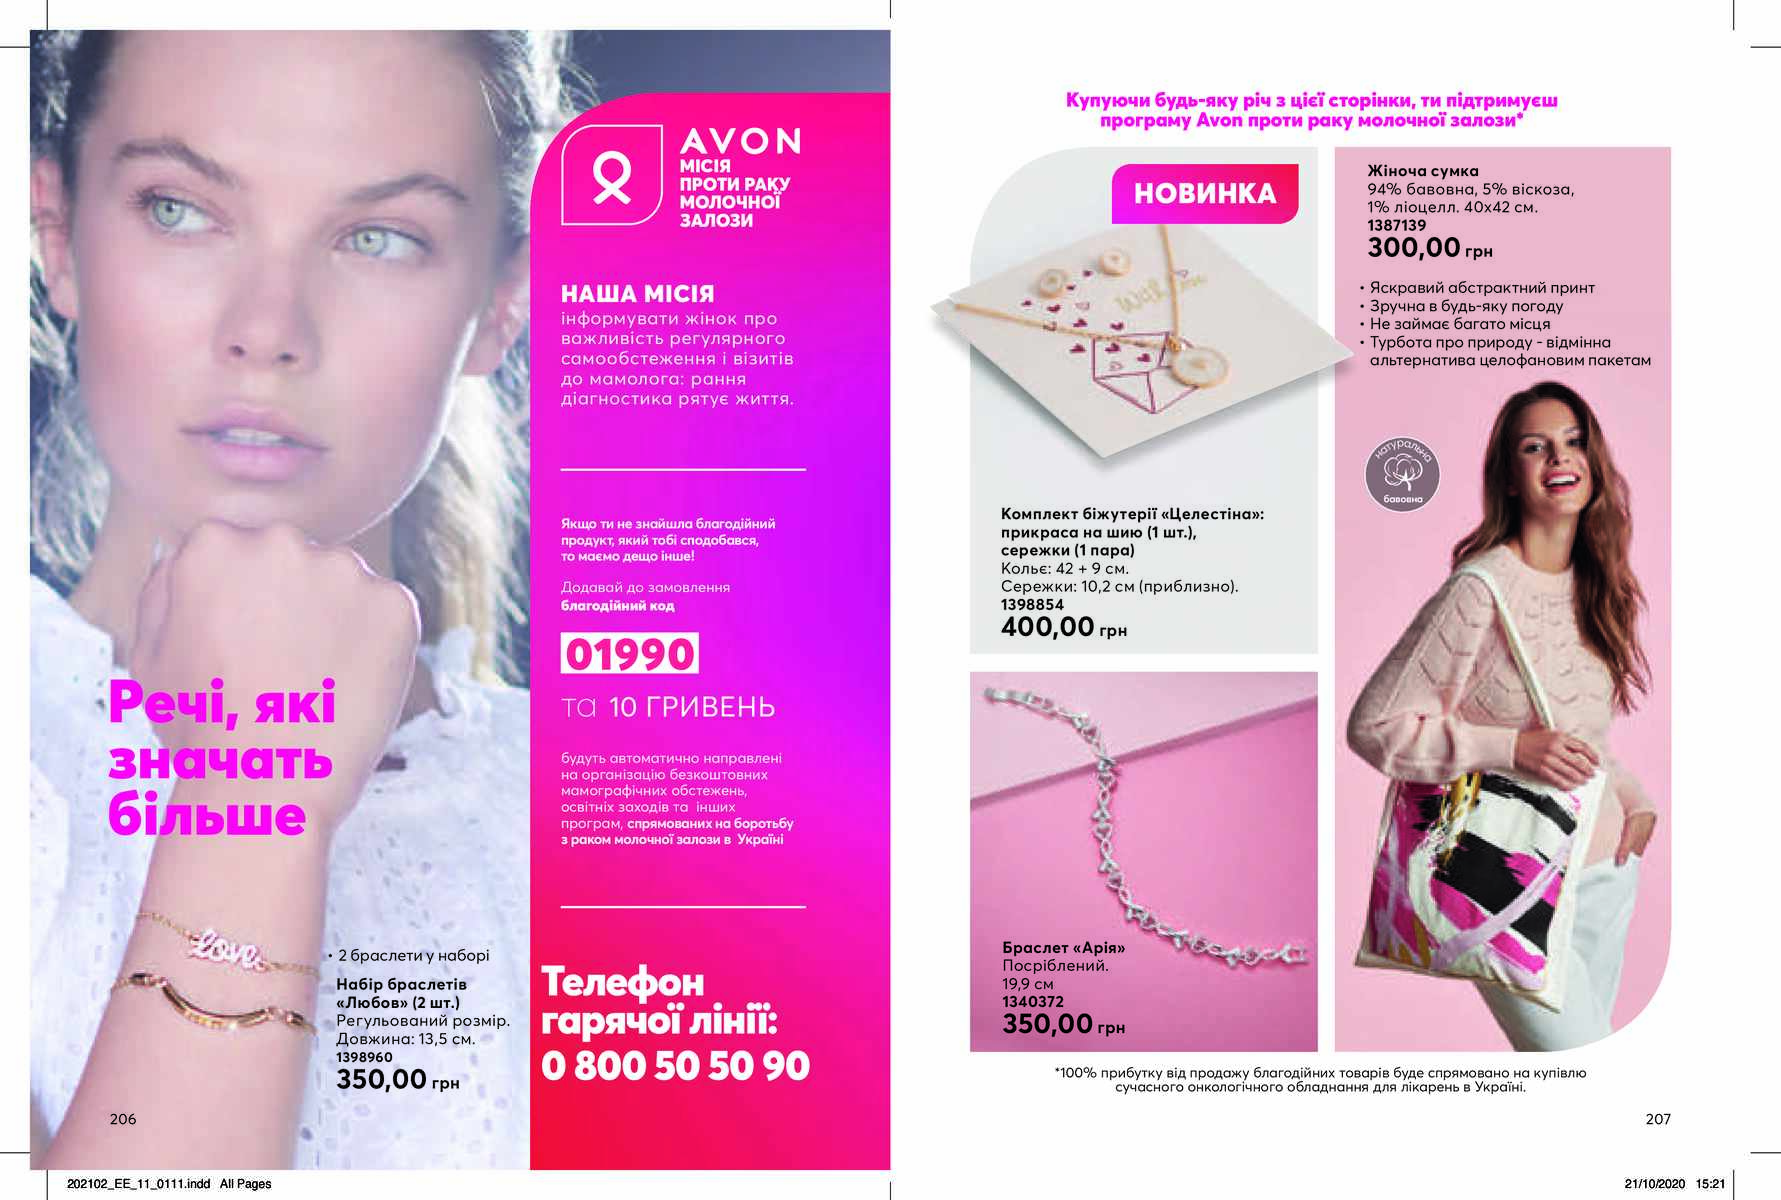 AVON
МІСІЯ
ПРОТИ РАКУ
МОЛОЧНОЇ
ЗАЛОЗИ
НАША МІСІЯ
інформувати жінок про
важливість регулярного
самообстеження і візитів
до мамолога: рання
діагностика рятує життя.
Якщо ти не знайшла благодійний
продукт, який тобі сподобався,
то маємо дещо інше!
Додавай до замовлення
благодійний код
01990
та 10 ГРИВЕНЬ
будуть автоматично направлені
на організацію безкоштовних
мамографічних обстежень,
освітніх заходів та інших
програм, спрямованих на боротьбу
з раком молочної залози в Україні
Телефон
гарячої лінії:
0 800 50 50 90
Речі, які
значать
більше
love
• 2 браслети у наборі
Набір браслетів
«Любов» (2 шт.)
Регульований розмір.
Довжина: 13,5 см.
1398960
350,00 грн
206
Купуючи будь-яку річ з цієї сторінки, ти підтримуєш
програму Avon проти раку молочної залози*
НОВИНКА
With love
Комплект біжутерії «Целестіна»:
прикраса на шию (1 шт.),
сережки (1 пара)
Кольє: 42 + 9 см.
Сережки: 10,2 см (приблизно).
1398854
400,00 грн
Жіноча сумка
94% бавовна, 5% віскоза,
1% ліоцелл. 40х42 см.
1387139
300,00 грн
• Яскравий абстрактний принт
• Зручна в будь-яку погоду
• Не займає багато місця
• Турбота про природу - відмінна
альтернатива целофановим пакетам
натуральна
бавовна
Браслет «Арія»
Посріблений.
19,9 см
1340372
350,00 грн
*100% прибутку від продажу благодійних товарів буде спрямовано на купівлю
сучасного онкологічного обладнання для лікарень в Україні.
207
202102_EE_11_0111.indd All Pages
21/10/2020 15:21